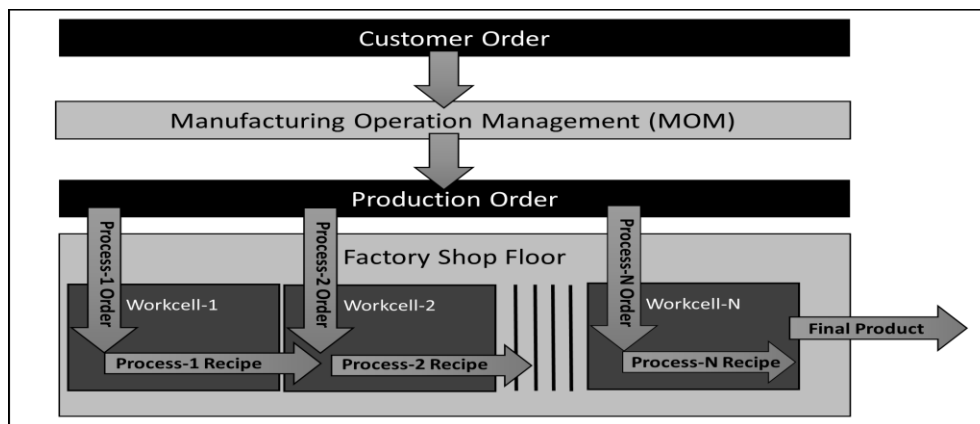 Customer Order
Manufacturing Operation Management (MOM)
Production Order
Process-1 Order
Process-2 Order
Process-N Order
Factory Shop Floor
Workcell-1
Workcell-2
Workcell-N
Process-1 Recipe
Process-2 Recipe
Process-N Recipe
Final Product